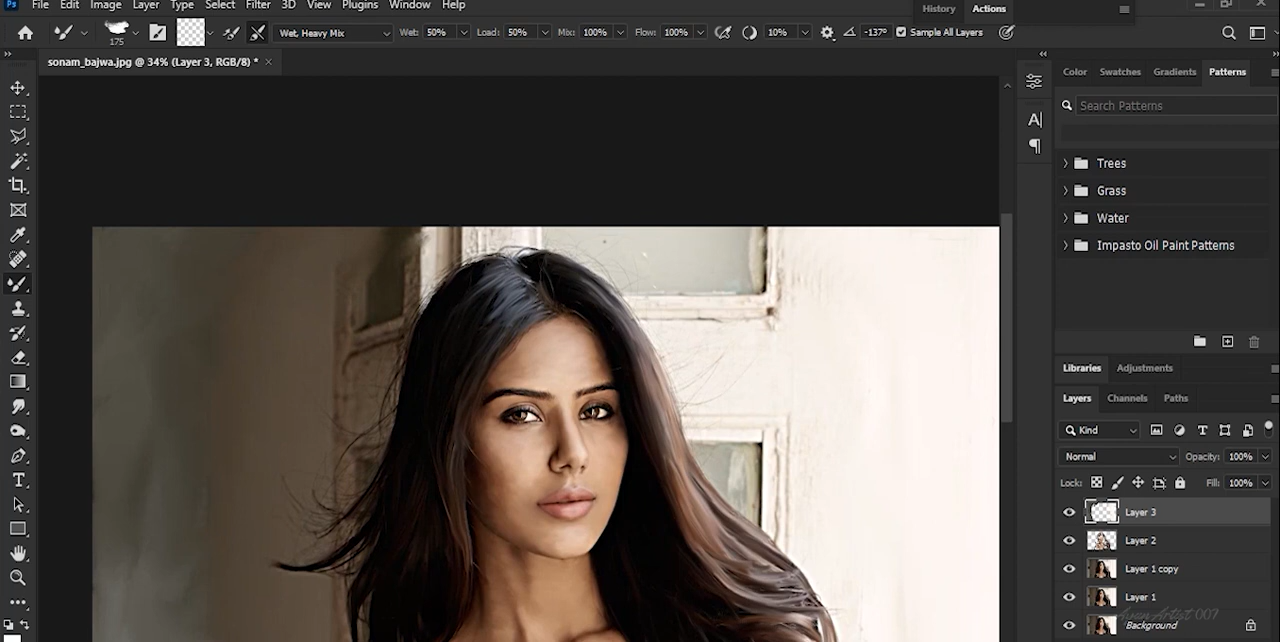 Ps File Edit Image Layer Type Select Filter 3D View Plugins Window Help
History Actions
175 Wet, Heavy Mix Wet: 50% Load: 50% Mix: 100% Flow: 100% 10% -137° Sample All Layers
sonam_bajwa.jpg @ 34% (Layer 3, RGB/8) *
Color Swatches Gradients Patterns
Search Patterns
Trees
Grass
Water
Impasto Oil Paint Patterns
Libraries Adjustments
Layers Channels Paths
Kind
Normal Opacity: 100%
Lock: Fill: 100%
Layer 3
Layer 2
Layer 1 copy
Layer 1
Artist 007
Background